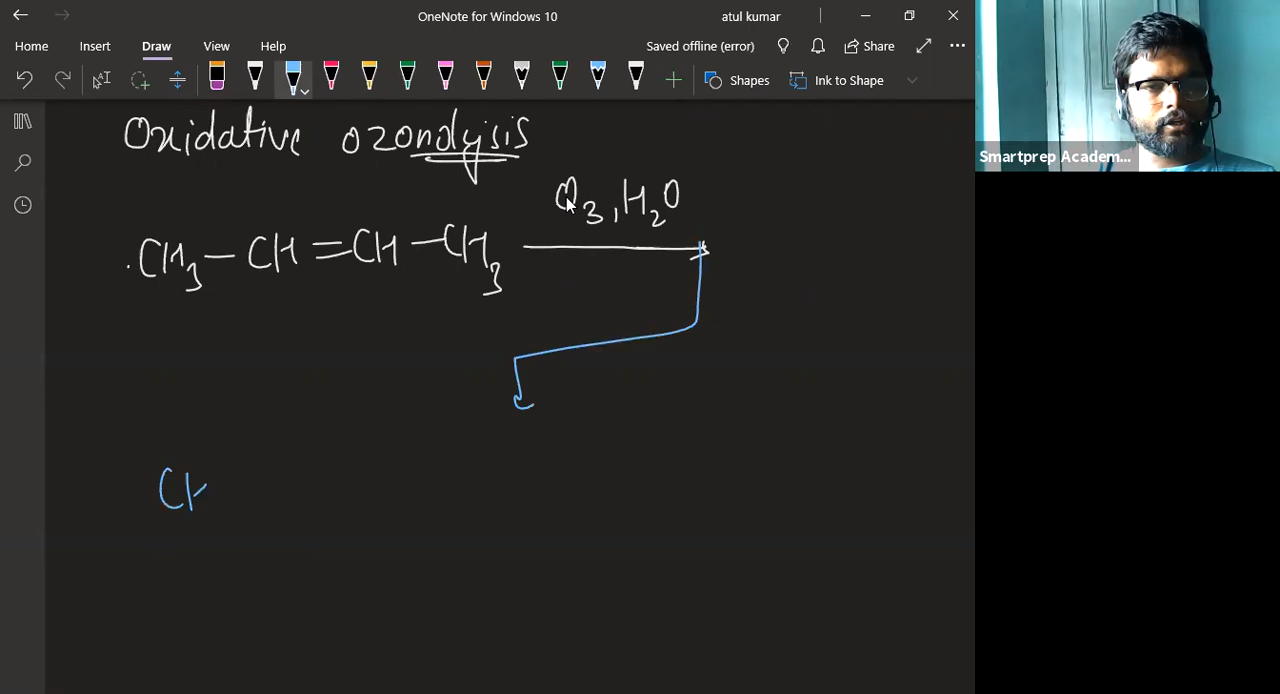 OneNote for Windows 10
atul kumar
Home Insert Draw View Help
Saved offline (error)
Share
Shapes
Ink to Shape
Smartprep Academ...
Oxidative ozonolysis
O3, H2O
CH3 — CH = CH — CH3
CH